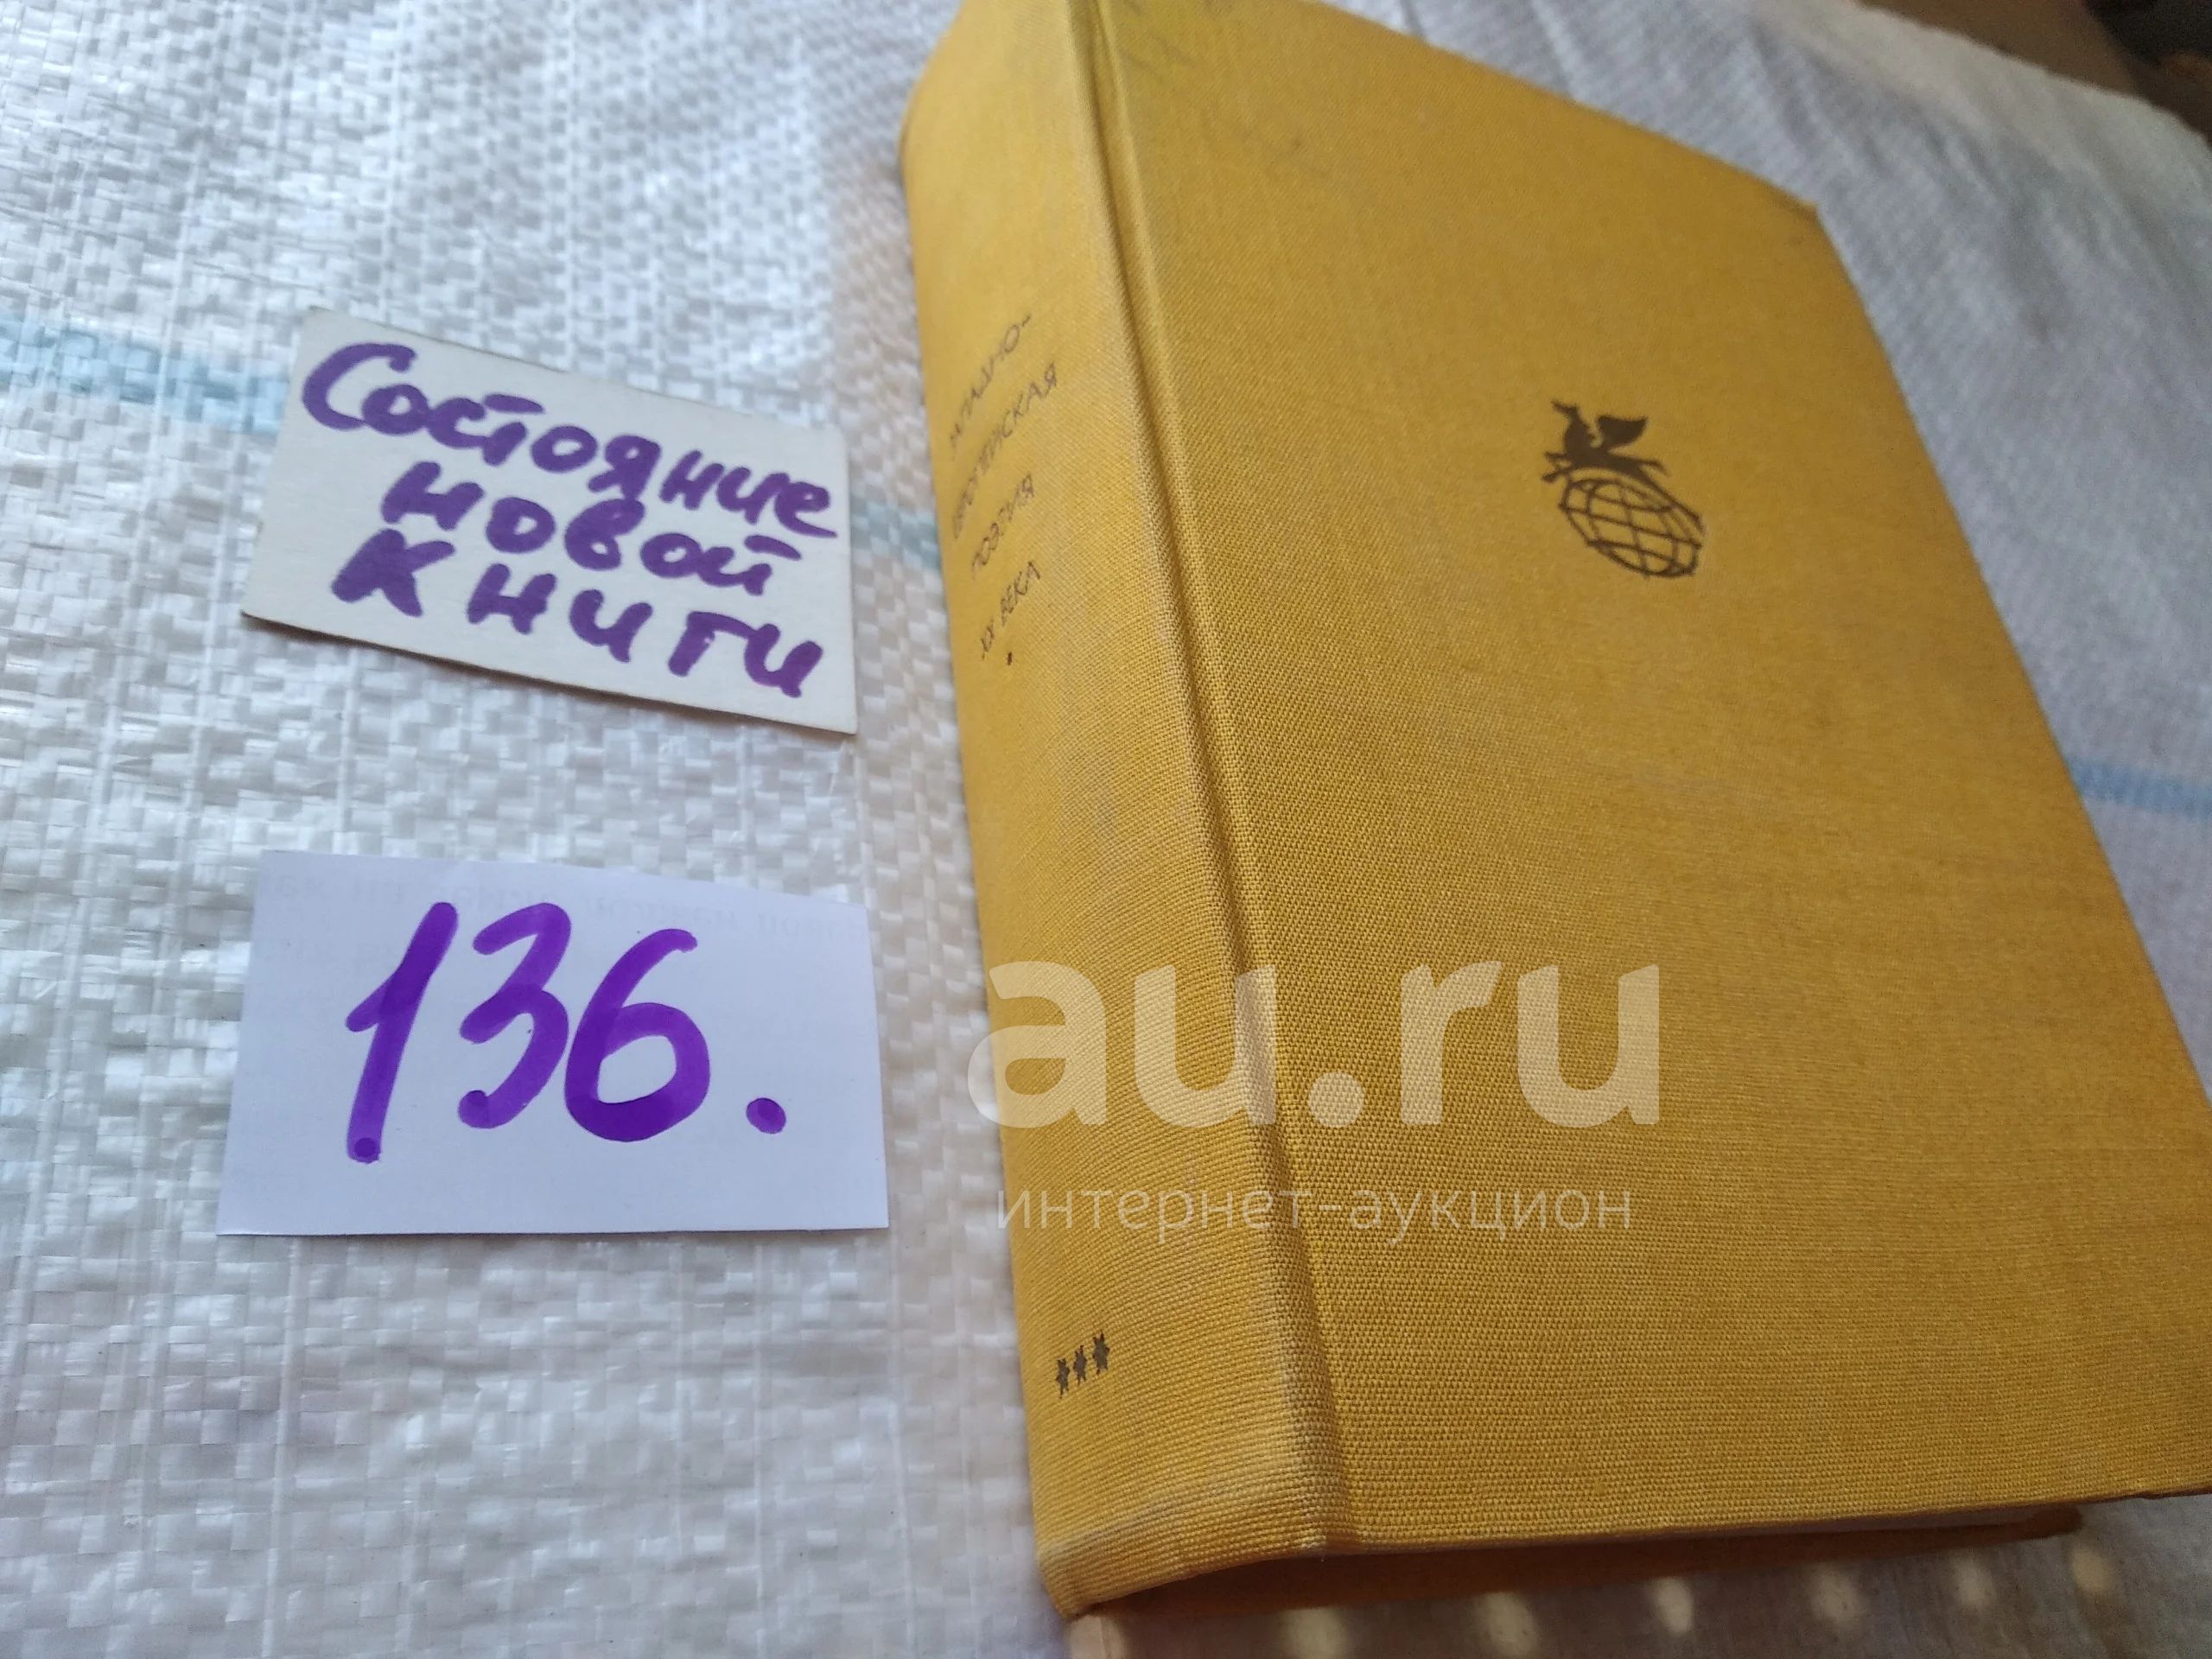 Состояние
новой
книги
136.
ЗАПАДНО-
ЕВРОПЕЙСКАЯ
ПОЭЗИЯ
XX ВЕКА
***
au.ru
интернет-аукцион